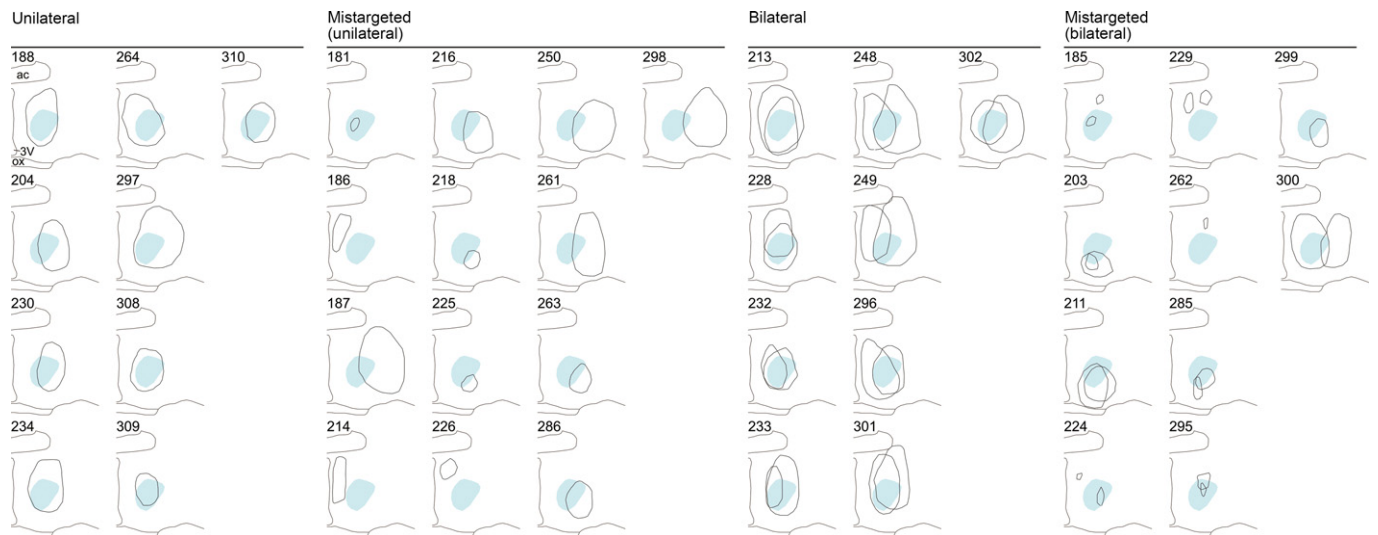 Unilateral
Mistargeted
(unilateral)
Bilateral
Mistargeted
(bilateral)
188 264 310 181 216 250 298 213 248 302 185 229 299
ac
3V
ox
204 297 186 218 261 228 249 203 262 300
230 308 187 225 263 232 296 211 285
234 309 214 226 286 233 301 224 295